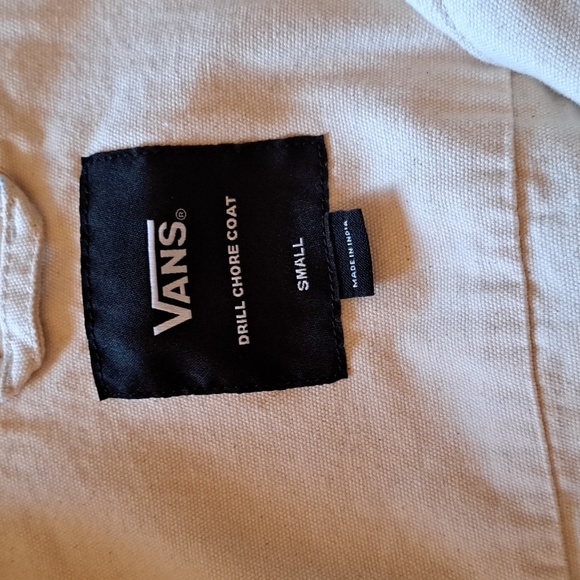 VANS®
DRILL CHORE COAT
SMALL
MADE IN INDIA